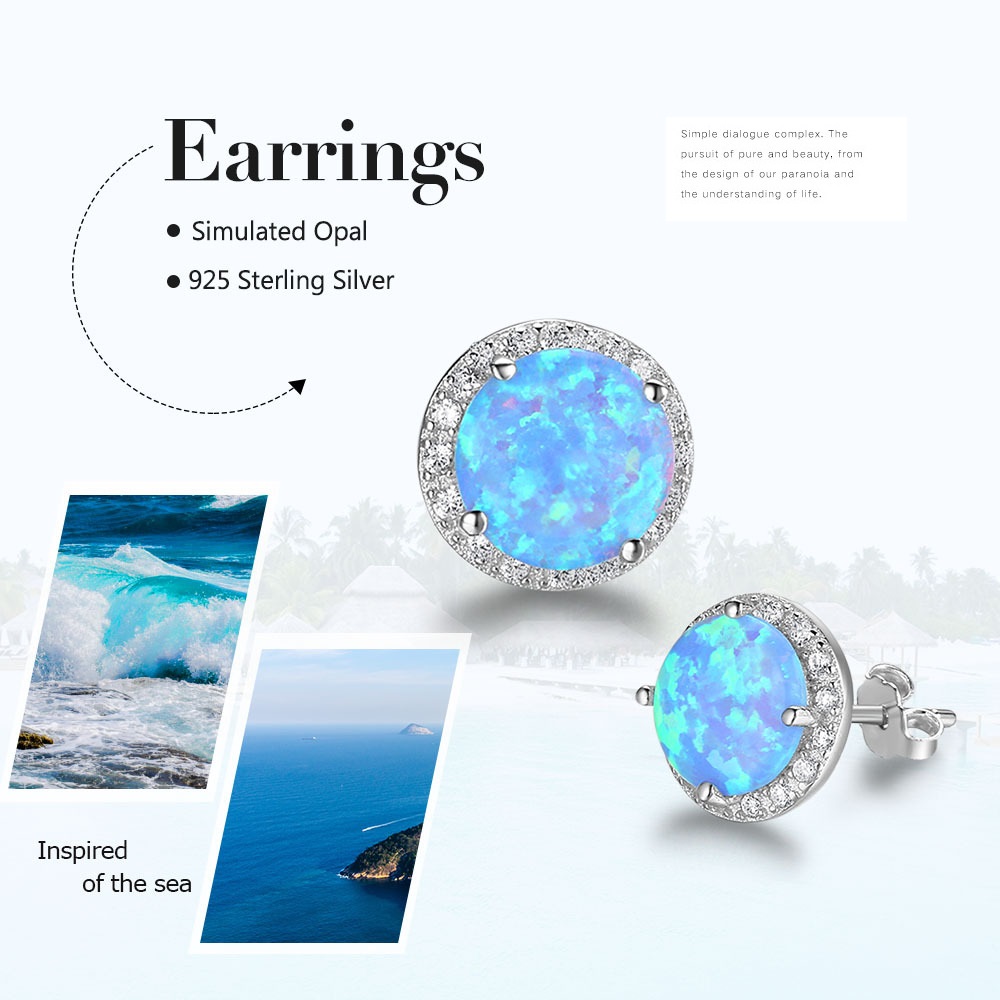 Earrings
• Simulated Opal
• 925 Sterling Silver
Simple dialogue complex. The
pursuit of pure and beauty, from
the design of our paranoia and
the understanding of life.
Inspired
of the sea